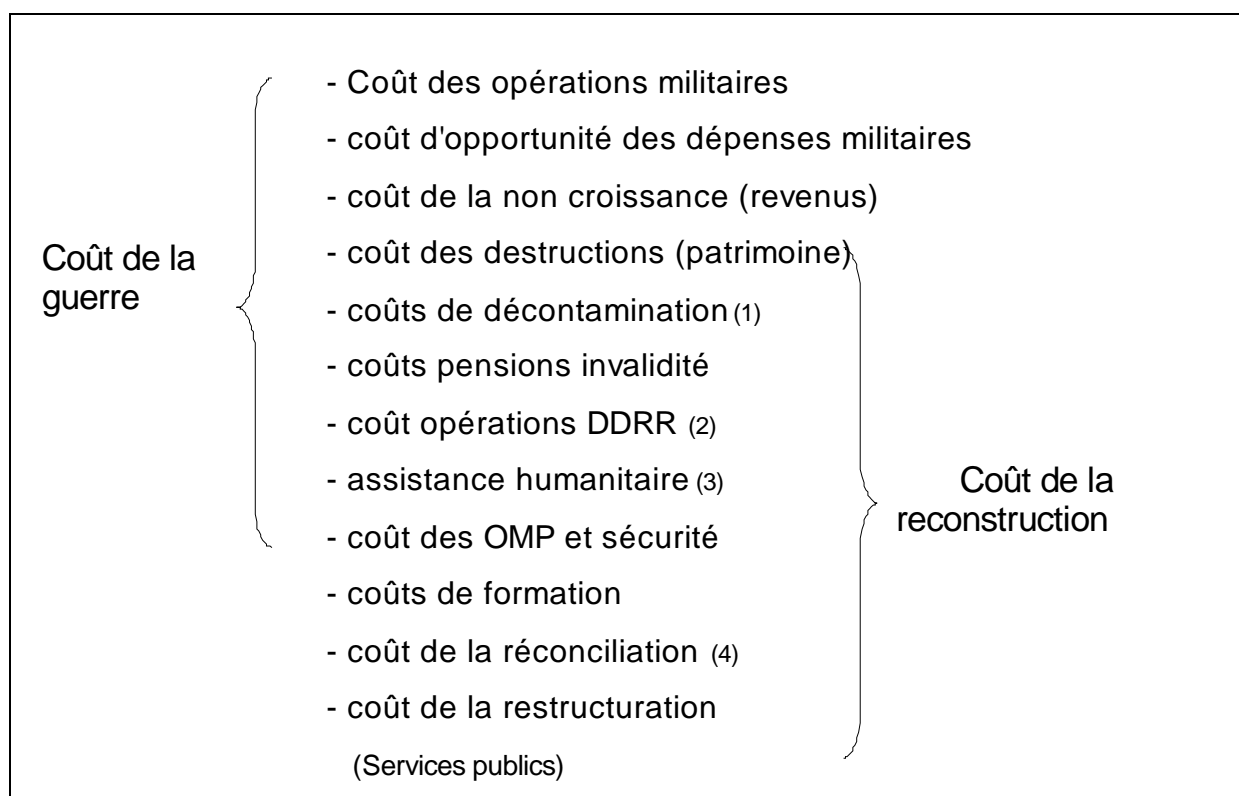 - Coût des opérations militaires
- coût d'opportunité des dépenses militaires
- coût de la non croissance (revenus)
Coût de la
guerre
- coût des destructions (patrimoine)
- coûts de décontamination (1)
- coûts pensions invalidité
- coût opérations DDRR (2)
- assistance humanitaire (3)
Coût de la
reconstruction
- coût des OMP et sécurité
- coûts de formation
- coût de la réconciliation (4)
- coût de la restructuration
(Services publics)